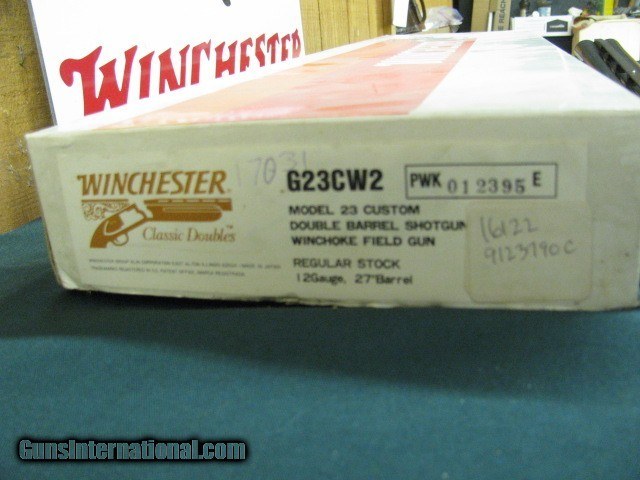 WINCHESTER
17031
WINCHESTER
Classic Doubles™
G23CW2
PWK 012395 E
MODEL 23 CUSTOM
DOUBLE BARREL SHOTGUN
WINCHOKE FIELD GUN
REGULAR STOCK
12Gauge, 27"Barrel
16122
9123790C
GunsInternational.com